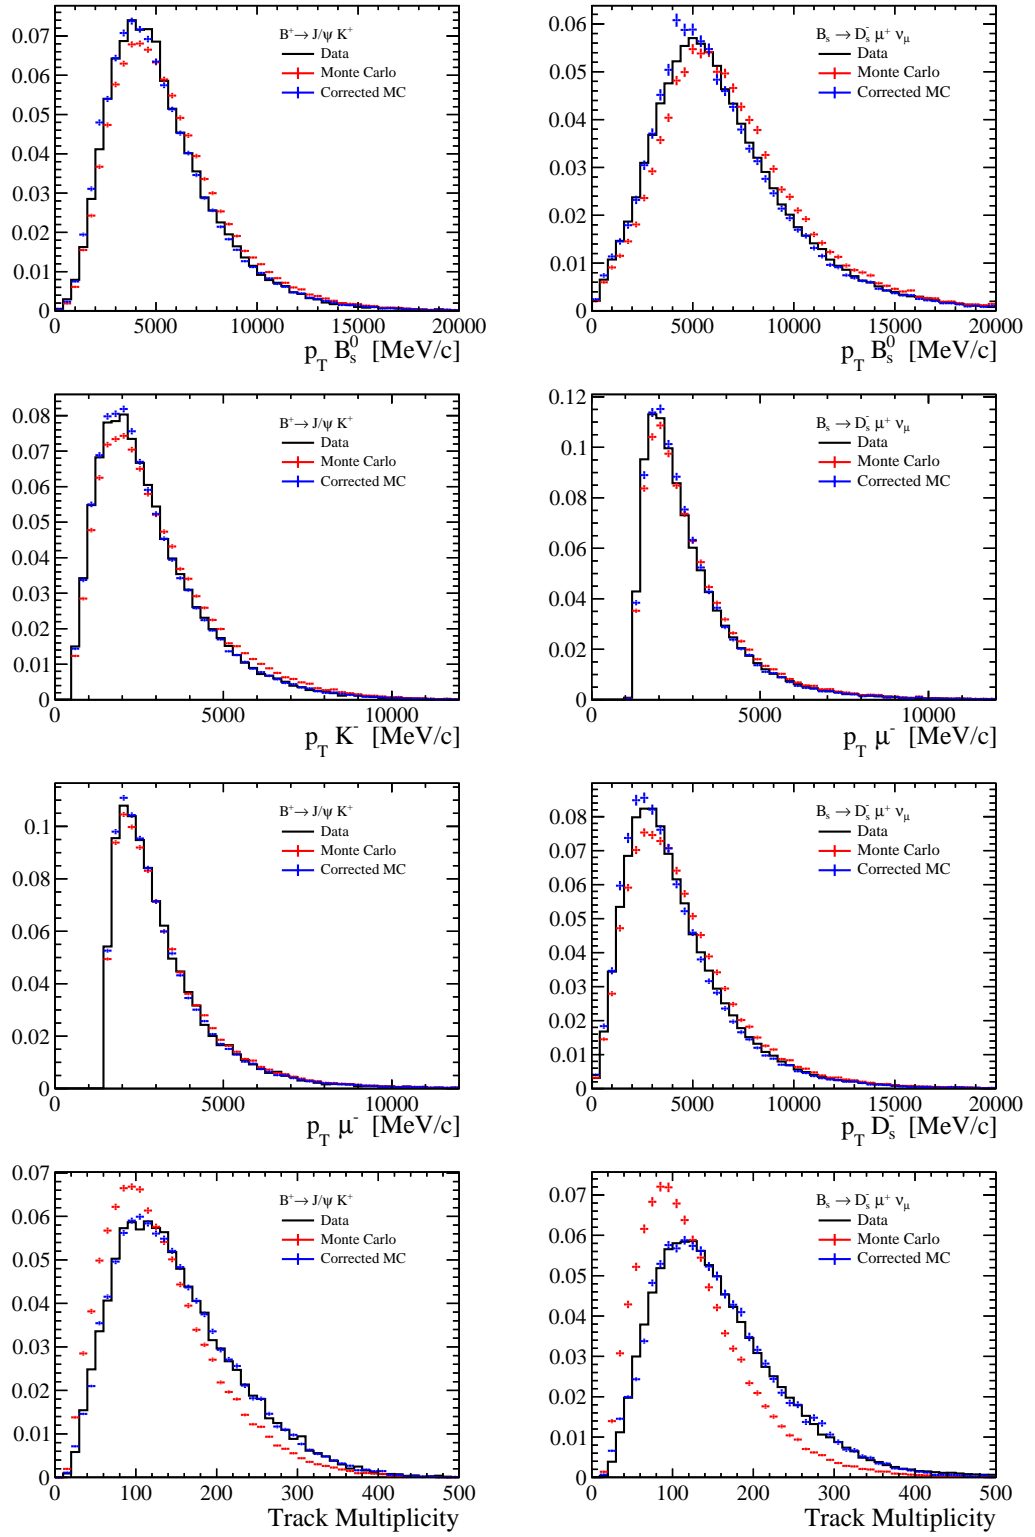 B⁺→ J/ψ K⁺
Data
Monte Carlo
Corrected MC
0.07
0.06
0.05
0.04
0.03
0.02
0.01
0
0 5000 10000 15000 20000
p_T B_s^0 [MeV/c]
B_s → D_s^- μ⁺ ν_μ
Data
Monte Carlo
Corrected MC
0.06
0.05
0.04
0.03
0.02
0.01
0
0 5000 10000 15000 20000
p_T B_s^0 [MeV/c]
B⁺→ J/ψ K⁺
Data
Monte Carlo
Corrected MC
0.08
0.07
0.06
0.05
0.04
0.03
0.02
0.01
0
0 5000 10000
p_T K⁻ [MeV/c]
B_s → D_s^- μ⁺ ν_μ
Data
Monte Carlo
Corrected MC
0.12
0.1
0.08
0.06
0.04
0.02
0
0 5000 10000
p_T μ⁻ [MeV/c]
B⁺→ J/ψ K⁺
Data
Monte Carlo
Corrected MC
0.1
0.08
0.06
0.04
0.02
0
0 5000 10000
p_T μ⁻ [MeV/c]
B_s → D_s^- μ⁺ ν_μ
Data
Monte Carlo
Corrected MC
0.08
0.07
0.06
0.05
0.04
0.03
0.02
0.01
0
0 5000 10000 15000 20000
p_T D_s^- [MeV/c]
B⁺→ J/ψ K⁺
Data
Monte Carlo
Corrected MC
0.07
0.06
0.05
0.04
0.03
0.02
0.01
0
0 100 200 300 400 500
Track Multiplicity
B_s → D_s^- μ⁺ ν_μ
Data
Monte Carlo
Corrected MC
0.07
0.06
0.05
0.04
0.03
0.02
0.01
0
0 100 200 300 400 500
Track Multiplicity